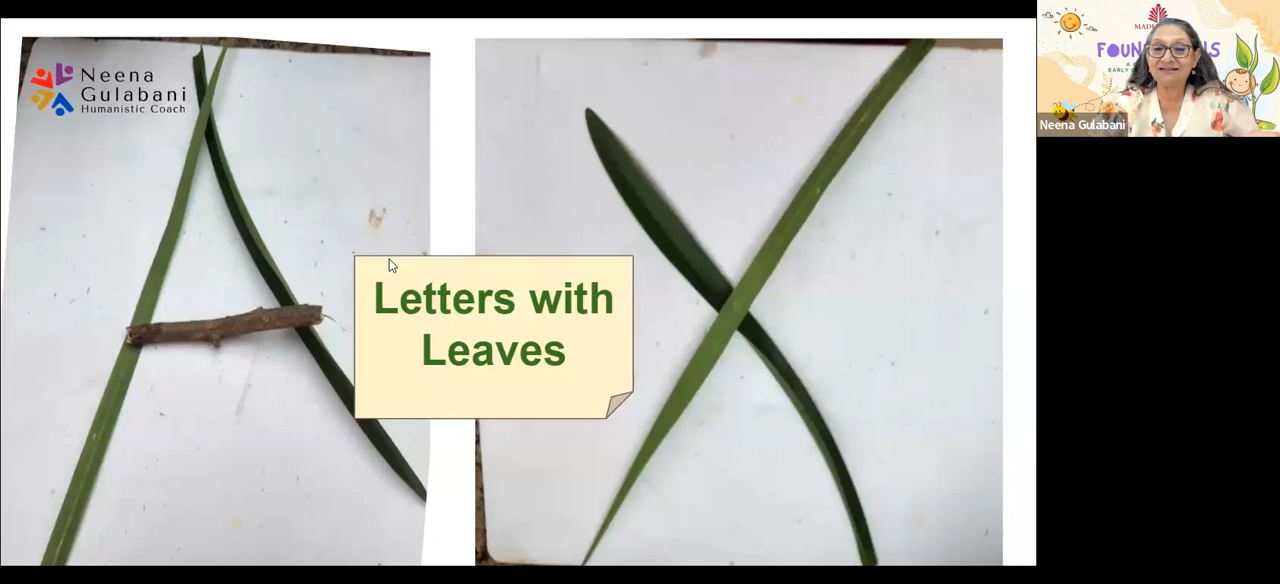 Neena
Gulabani
Humanistic Coach
Letters with
Leaves
Neena Gulabani